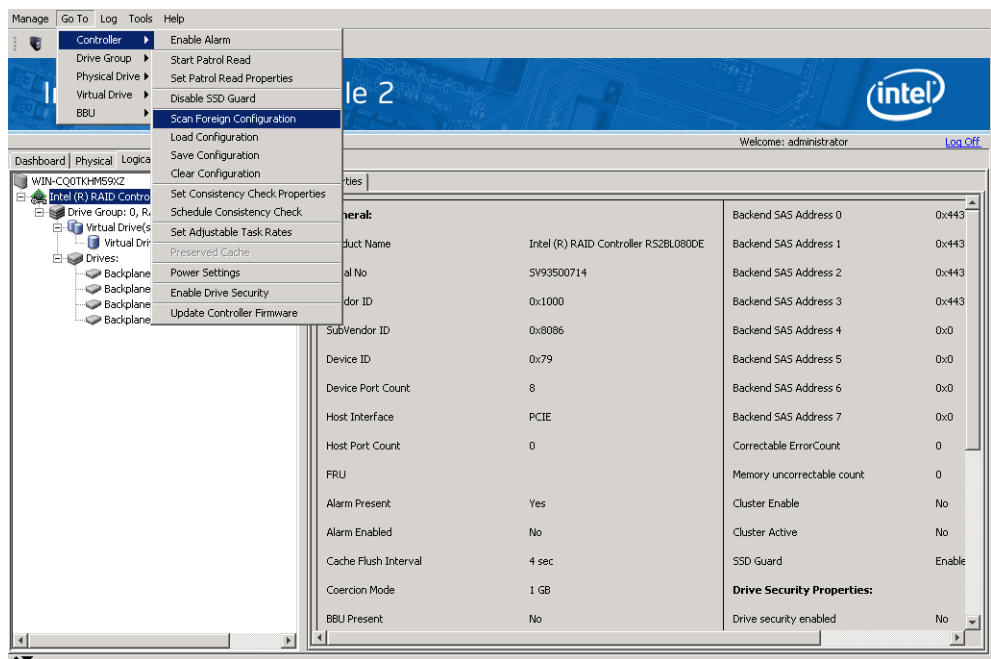 Manage Go To Log Tools Help
Controller
Drive Group
Physical Drive
Virtual Drive
BBU
Enable Alarm
Start Patrol Read
Set Patrol Read Properties
Disable SSD Guard
Scan Foreign Configuration
Load Configuration
Save Configuration
Clear Configuration
Set Consistency Check Properties
Schedule Consistency Check
Set Adjustable Task Rates
Preserved Cache
Power Settings
Enable Drive Security
Update Controller Firmware
le 2
intel
Welcome: administrator Log Off
Dashboard Physical Logica
WIN-CQ0TKHM59XZ
Intel (R) RAID Contro
Drive Group: 0, R
Virtual Drive(s
Virtual Dri
Drives:
Backplane
Backplane
Backplane
Backplane
rties
neral:
duct Name Intel (R) RAID Controller RS2BL080DE
al No SV93500714
dor ID 0x1000
SubVendor ID 0x8086
Device ID 0x79
Device Port Count 8
Host Interface PCIE
Host Port Count 0
FRU
Alarm Present Yes
Alarm Enabled No
Cache Flush Interval 4 sec
Coercion Mode 1 GB
BBU Present No
Backend SAS Address 0 0x443
Backend SAS Address 1 0x443
Backend SAS Address 2 0x443
Backend SAS Address 3 0x443
Backend SAS Address 4 0x0
Backend SAS Address 5 0x0
Backend SAS Address 6 0x0
Backend SAS Address 7 0x0
Correctable ErrorCount 0
Memory uncorrectable count 0
Cluster Enable No
Cluster Active No
SSD Guard Enable
Drive Security Properties:
Drive security enabled No